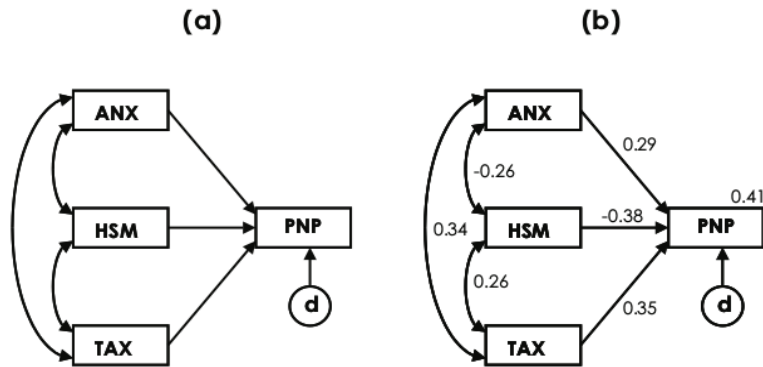 (a)
ANX
HSM
TAX
PNP
d
(b)
ANX
HSM
TAX
PNP
d
0.29
-0.38
0.35
-0.26
0.34
0.26
0.41